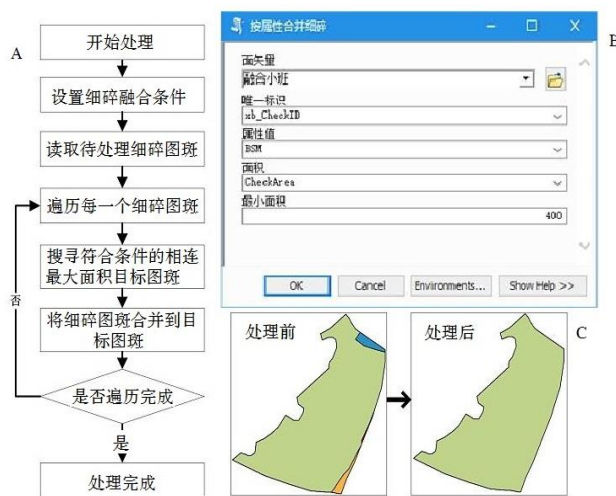 A
开始处理
设置细碎融合条件
读取待处理细碎图斑
遍历每一个细碎图斑
搜寻符合条件的相连
最大面积目标图斑
将细碎图斑合并到目
标图斑
是否遍历完成
否
是
处理完成
B
按属性合并细碎
面矢量
融合小班
唯一标识
xb_CheckID
属性值
BSM
面积
CheckArea
最小面积
400
OK
Cancel
Environments...
Show Help >>
C
处理前
处理后